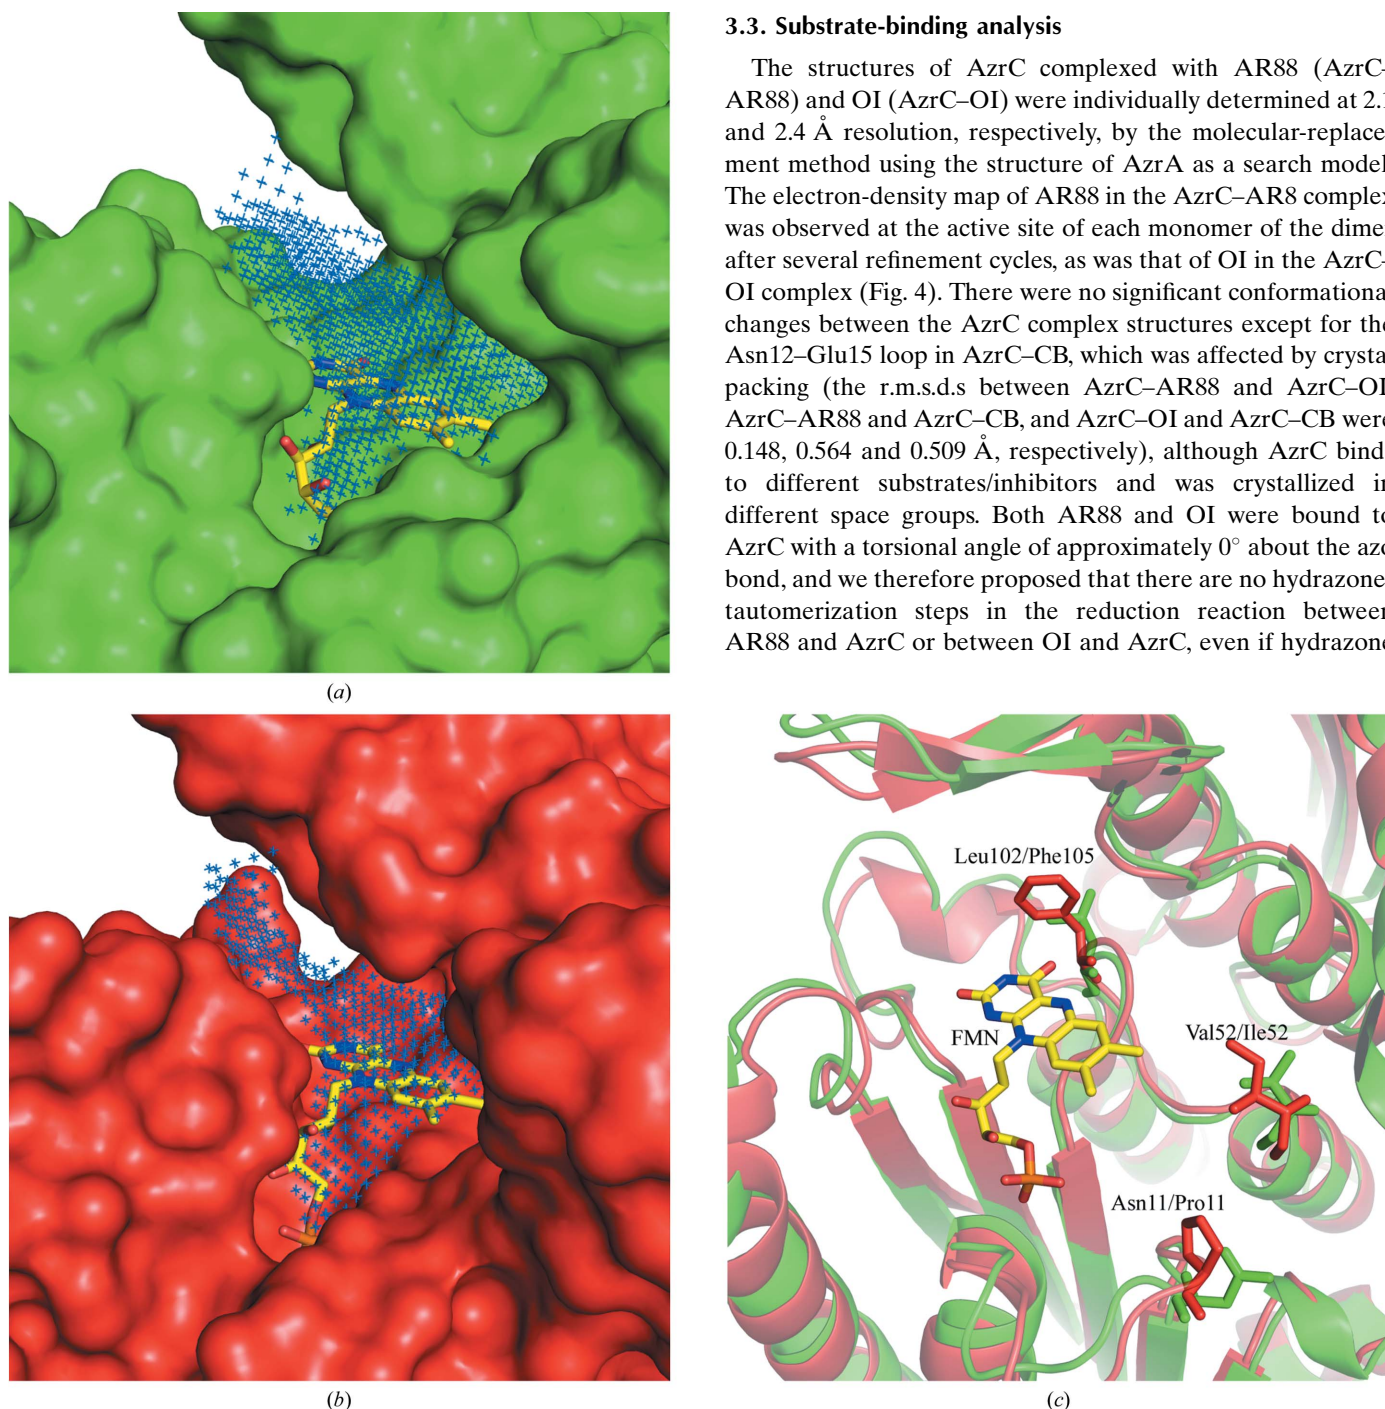 3.3. Substrate-binding analysis
The structures of AzrC complexed with AR88 (AzrC–
AR88) and OI (AzrC–OI) were individually determined at 2.1
and 2.4 Å resolution, respectively, by the molecular-replace
ment method using the structure of AzrA as a search model
The electron-density map of AR88 in the AzrC–AR8 complex
was observed at the active site of each monomer of the dime
after several refinement cycles, as was that of OI in the AzrC–
OI complex (Fig. 4). There were no significant conformationa
changes between the AzrC complex structures except for the
Asn12–Glu15 loop in AzrC–CB, which was affected by crysta
packing (the r.m.s.d.s between AzrC–AR88 and AzrC–OI
AzrC–AR88 and AzrC–CB, and AzrC–OI and AzrC–CB were
0.148, 0.564 and 0.509 Å, respectively), although AzrC bind
to different substrates/inhibitors and was crystallized in
different space groups. Both AR88 and OI were bound to
AzrC with a torsional angle of approximately 0° about the azo
bond, and we therefore proposed that there are no hydrazone
tautomerization steps in the reduction reaction between
AR88 and AzrC or between OI and AzrC, even if hydrazone
(a)
Leu102/Phe105
FMN
Val52/Ile52
Asn11/Pro11
(b)
(c)